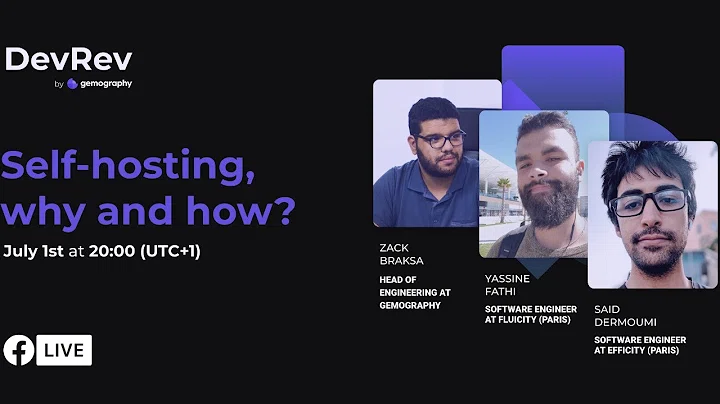 DevRev
by gemography
Self-hosting,
why and how?
July 1st at 20:00 (UTC+1)
LIVE
ZACK
BRAKSA
HEAD OF
ENGINEERING AT
GEMOGRAPHY
YASSINE
FATHI
SOFTWARE ENGINEER
AT FLUICITY (PARIS)
SAID
DERMOUMI
SOFTWARE ENGINEER
AT EFFICITY (PARIS)